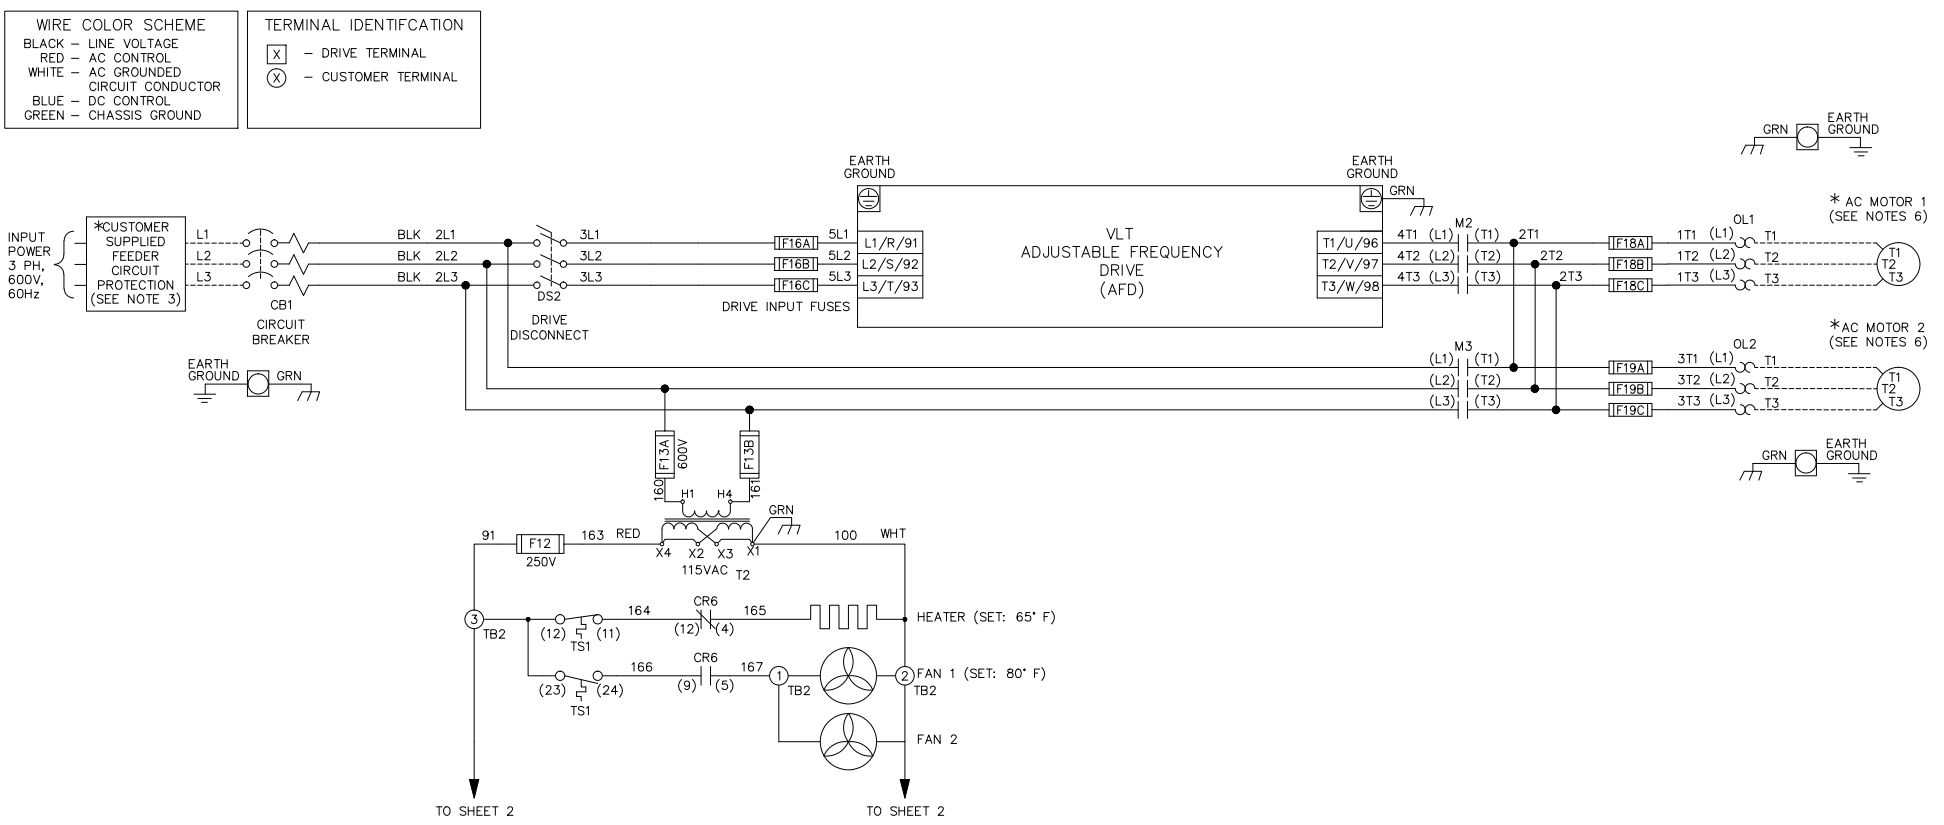 WIRE COLOR SCHEME
BLACK – LINE VOLTAGE
RED – AC CONTROL
WHITE – AC GROUNDED
CIRCUIT CONDUCTOR
BLUE – DC CONTROL
GREEN – CHASSIS GROUND
TERMINAL IDENTIFCATION
X – DRIVE TERMINAL
X – CUSTOMER TERMINAL
INPUT
POWER
3 PH,
600V,
60Hz
*CUSTOMER
SUPPLIED
FEEDER
CIRCUIT
PROTECTION
(SEE NOTE 3)
L1
L2
L3
CB1
CIRCUIT
BREAKER
BLK 2L1
BLK 2L2
BLK 2L3
DS2
DRIVE
DISCONNECT
3L1
3L2
3L3
F16A
F16B
F16C
DRIVE INPUT FUSES
5L1
5L2
5L3
EARTH
GROUND
L1/R/91
L2/S/92
L3/T/93
VLT
ADJUSTABLE FREQUENCY
DRIVE
(AFD)
EARTH
GROUND
GRN
T1/U/96
T2/V/97
T3/W/98
4T1 (L1)
4T2 (L2)
4T3 (L3)
M2
(T1)
(T2)
(T3)
2T1
2T2
2T3
F18A
F18B
F18C
1T1 (L1)
1T2 (L2)
1T3 (L3)
OL1
T1
T2
T3
GRN
EARTH
GROUND
* AC MOTOR 1
(SEE NOTES 6)
T1
T2
T3
M3
(L1) (T1)
(L2) (T2)
(L3) (T3)
F19A
F19B
F19C
3T1 (L1)
3T2 (L2)
3T3 (L3)
OL2
T1
T2
T3
*AC MOTOR 2
(SEE NOTES 6)
T1
T2
T3
GRN
EARTH
GROUND
EARTH
GROUND
GRN
F13A
600V
F13B
160
161
H1 H4
GRN
X4 X2 X3 X1
115VAC T2
91
F12
250V
163 RED
100 WHT
3
TB2
(12) (11)
TS1
164
CR6
(12) (4)
165
HEATER (SET: 65° F)
(23) (24)
TS1
166
CR6
(9) (5)
167
1
TB2
2
TB2
FAN 1 (SET: 80° F)
FAN 2
TO SHEET 2
TO SHEET 2